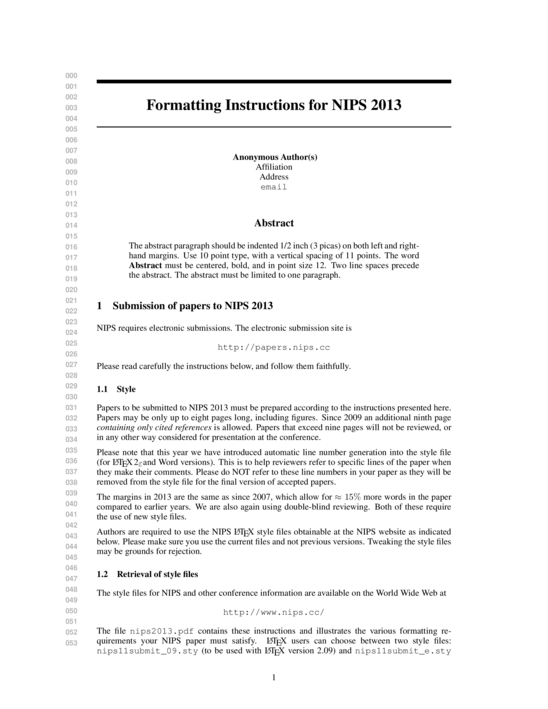 000
001
002
003
004
005
006
007
008
009
010
011
012
013
014
015
016
017
018
019
020
021
022
023
024
025
026
027
028
029
030
031
032
033
034
035
036
037
038
039
040
041
042
043
044
045
046
047
048
049
050
051
052
053
Formatting Instructions for NIPS 2013
Anonymous Author(s)
Affiliation
Address
email
Abstract
The abstract paragraph should be indented 1/2 inch (3 picas) on both left and right-
hand margins. Use 10 point type, with a vertical spacing of 11 points. The word
Abstract must be centered, bold, and in point size 12. Two line spaces precede
the abstract. The abstract must be limited to one paragraph.
1 Submission of papers to NIPS 2013
NIPS requires electronic submissions. The electronic submission site is
http://papers.nips.cc
Please read carefully the instructions below, and follow them faithfully.
1.1 Style
Papers to be submitted to NIPS 2013 must be prepared according to the instructions presented here.
Papers may be only up to eight pages long, including figures. Since 2009 an additional ninth page
containing only cited references is allowed. Papers that exceed nine pages will not be reviewed, or
in any other way considered for presentation at the conference.
Please note that this year we have introduced automatic line number generation into the style file
(for LATEX 2ε and Word versions). This is to help reviewers refer to specific lines of the paper when
they make their comments. Please do NOT refer to these line numbers in your paper as they will be
removed from the style file for the final version of accepted papers.
The margins in 2013 are the same as since 2007, which allow for ≈ 15% more words in the paper
compared to earlier years. We are also again using double-blind reviewing. Both of these require
the use of new style files.
Authors are required to use the NIPS LATEX style files obtainable at the NIPS website as indicated
below. Please make sure you use the current files and not previous versions. Tweaking the style files
may be grounds for rejection.
1.2 Retrieval of style files
The style files for NIPS and other conference information are available on the World Wide Web at
http://www.nips.cc/
The file nips2013.pdf contains these instructions and illustrates the various formatting re-
quirements your NIPS paper must satisfy. LATEX users can choose between two style files:
nips11submit_09.sty (to be used with LATEX version 2.09) and nips11submit_e.sty
1